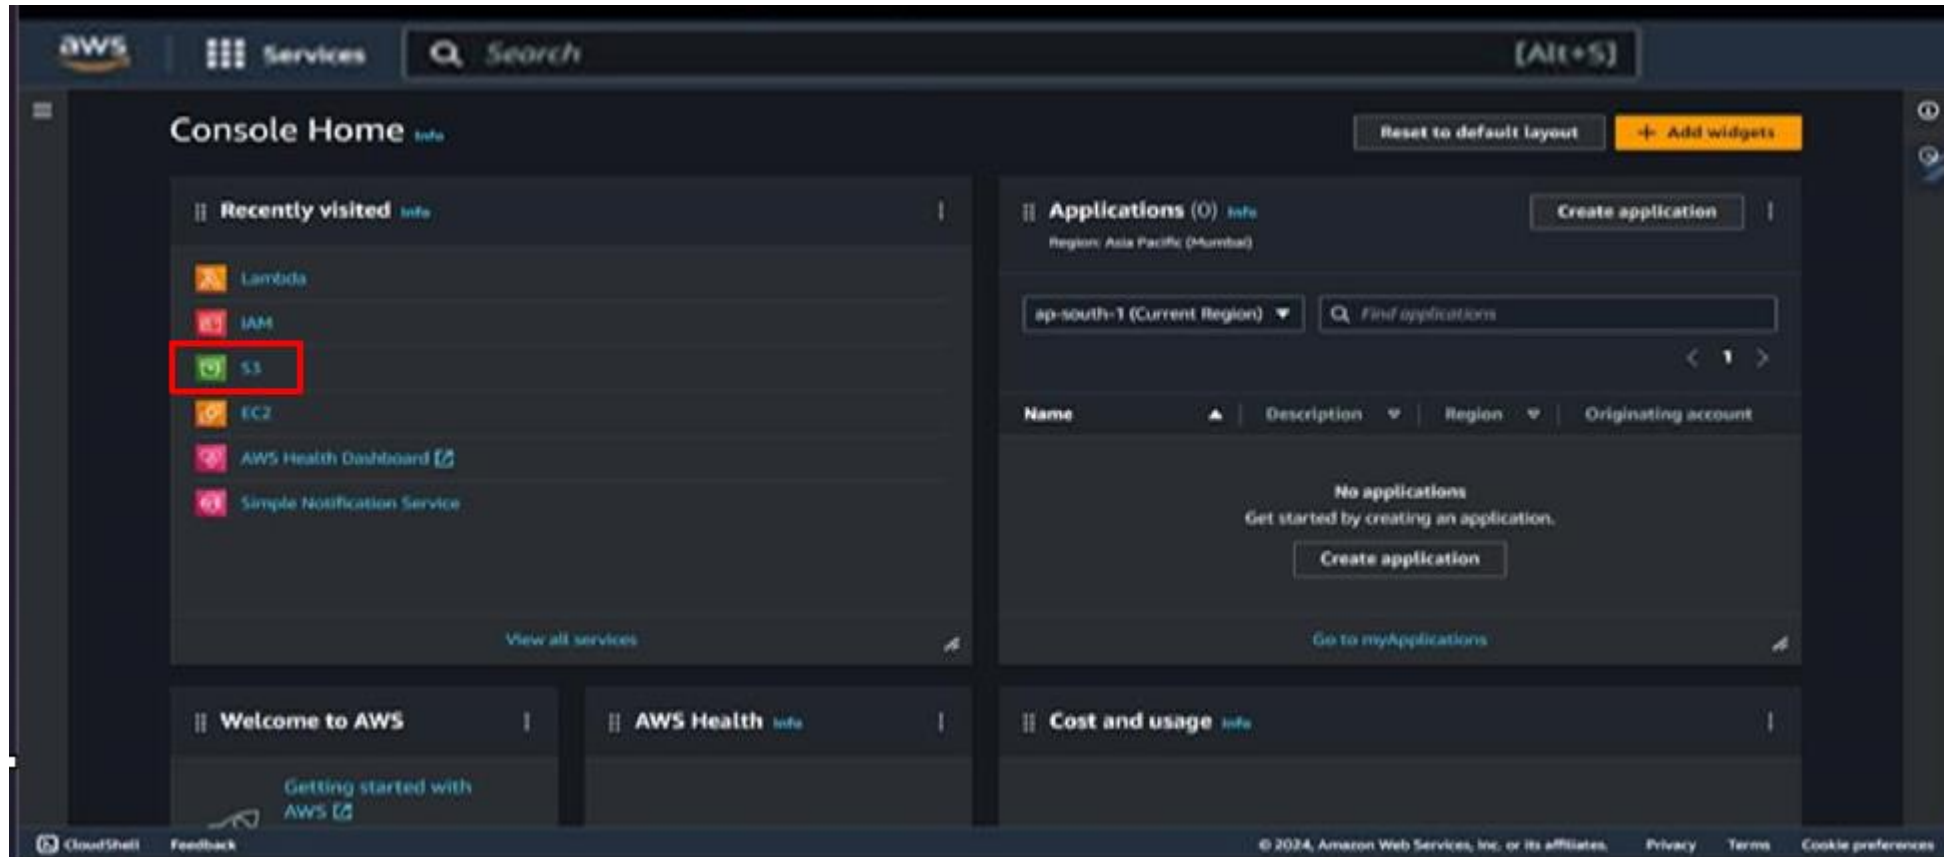 aws
Services
Search
[Alt+S]
Console Home Info
Reset to default layout
+ Add widgets
Recently visited Info
Lambda
IAM
S3
EC2
AWS Health Dashboard
Simple Notification Service
View all services
Applications (0) Info
Region: Asia Pacific (Mumbai)
Create application
ap-south-1 (Current Region)
Find applications
1
Name
Description
Region
Originating account
No applications
Get started by creating an application.
Create application
Go to myApplications
Welcome to AWS
Getting started with
AWS
AWS Health Info
Cost and usage Info
CloudShell
Feedback
© 2024, Amazon Web Services, Inc. or its affiliates.
Privacy
Terms
Cookie preferences